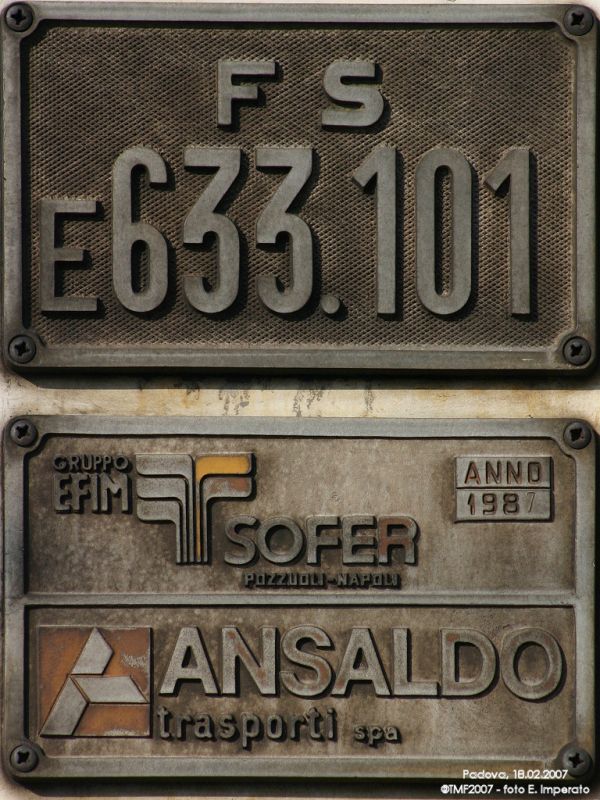 F S
E633.101
GRUPPO
EFIM
ANNO
1987
SOFER
POZZUOLI-NAPOLI
ANSALDO
trasporti spa
Padova, 18.02.2007
©TMF2007 - foto E. Imperato